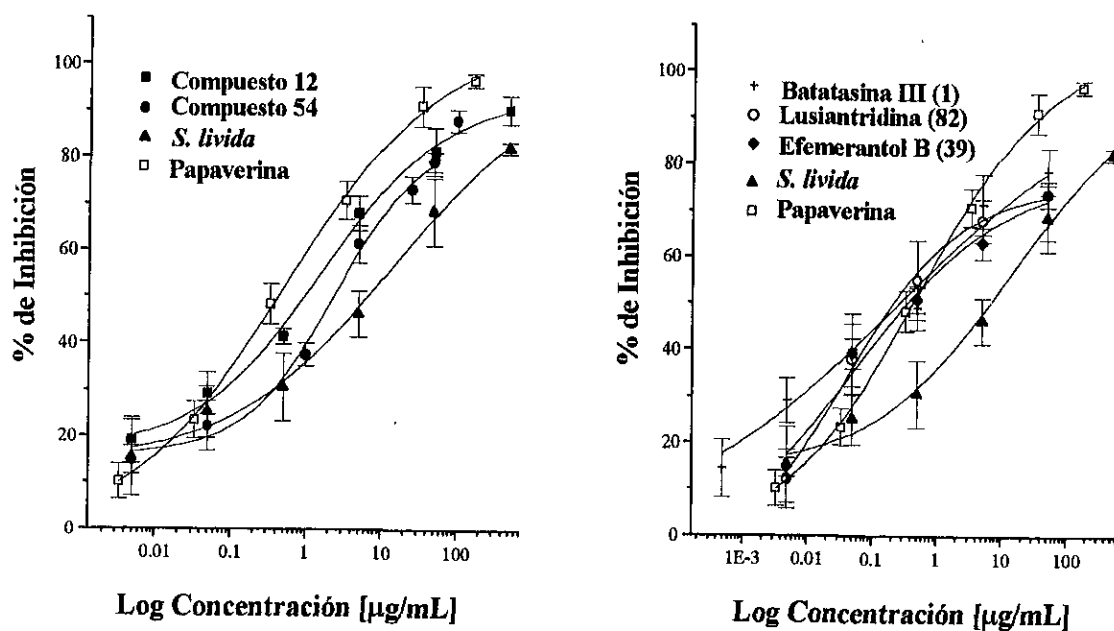 100
80
60
40
20
0
% de Inhibición
Compuesto 12
Compuesto 54
S. livida
Papaverina
0.01 0.1 1 10 100
Log Concentración [µg/mL]
100
80
60
40
20
0
% de Inhibición
Batatasina III (1)
Lusiantridina (82)
Efemerantol B (39)
S. livida
Papaverina
1E-3 0.01 0.1 1 10 100
Log Concentración [µg/mL]